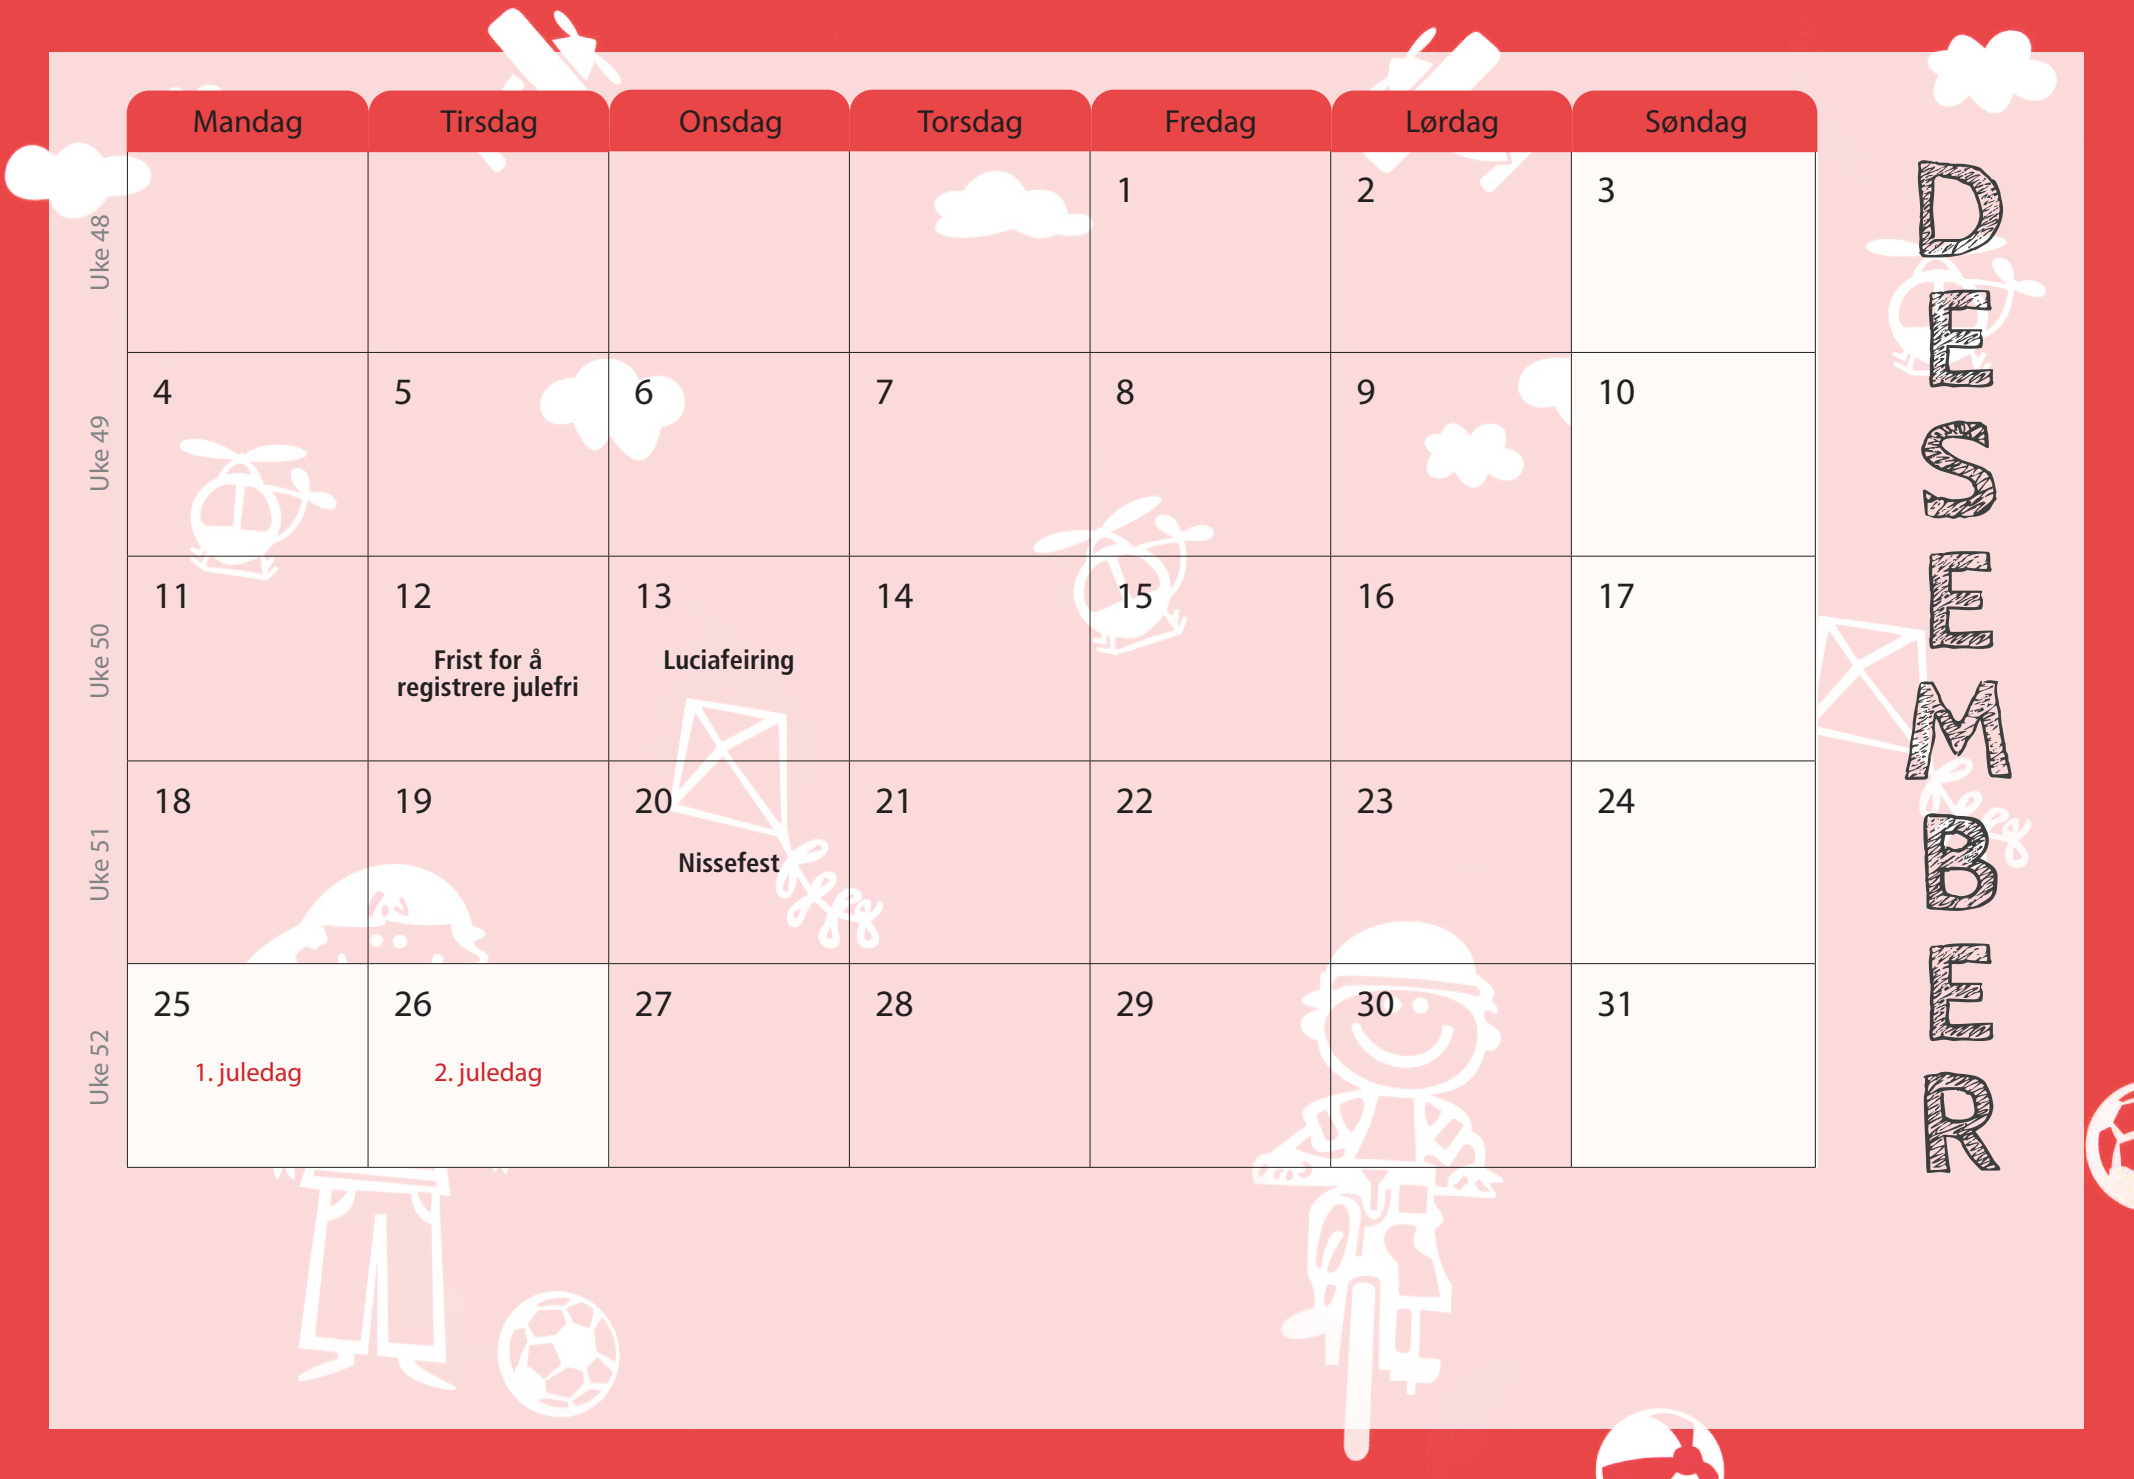 Mandag Tirsdag Onsdag Torsdag Fredag Lørdag Søndag
Uke 48
1 2 3
Uke 49
4 5 6 7 8 9 10
Uke 50
11 12 13 14 15 16 17
Frist for å
registrere julefri
Luciafeiring
Uke 51
18 19 20 21 22 23 24
Nissefest
Uke 52
25 26 27 28 29 30 31
1. juledag
2. juledag
DESEMBER